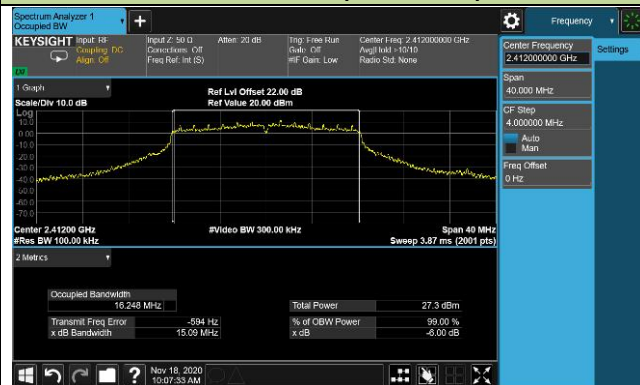 Spectrum Analyzer 1
Occupied BW
KEYSIGHT
Input: RF
Coupling: DC
Align: Off
Input Z: 50 Ω
Corrections: Off
Freq Ref: Int (S)
Atten: 20 dB
Trig: Free Run
Gate: Off
#IF Gain: Low
Center Freq: 2.412000000 GHz
Avg|Hold >10/10
Radio Std: None
1 Graph
Scale/Div 10.0 dB
Ref Lvl Offset 22.00 dB
Ref Value 20.00 dBm
Log
10.0
0.00
-10.0
-20.0
-30.0
-40.0
-50.0
-60.0
-70.0
Center 2.41200 GHz
#Res BW 100.00 kHz
#Video BW 300.00 kHz
Span 40 MHz
Sweep 3.87 ms (2001 pts)
2 Metrics
Occupied Bandwidth
16.248 MHz
Transmit Freq Error -594 Hz
x dB Bandwidth 15.09 MHz
Total Power 27.3 dBm
% of OBW Power 99.00 %
x dB -6.00 dB
Nov 18, 2020
10:07:33 AM
Frequency
Settings
Center Frequency
2.412000000 GHz
Span
40.000 MHz
CF Step
4.000000 MHz
Auto
Man
Freq Offset
0 Hz